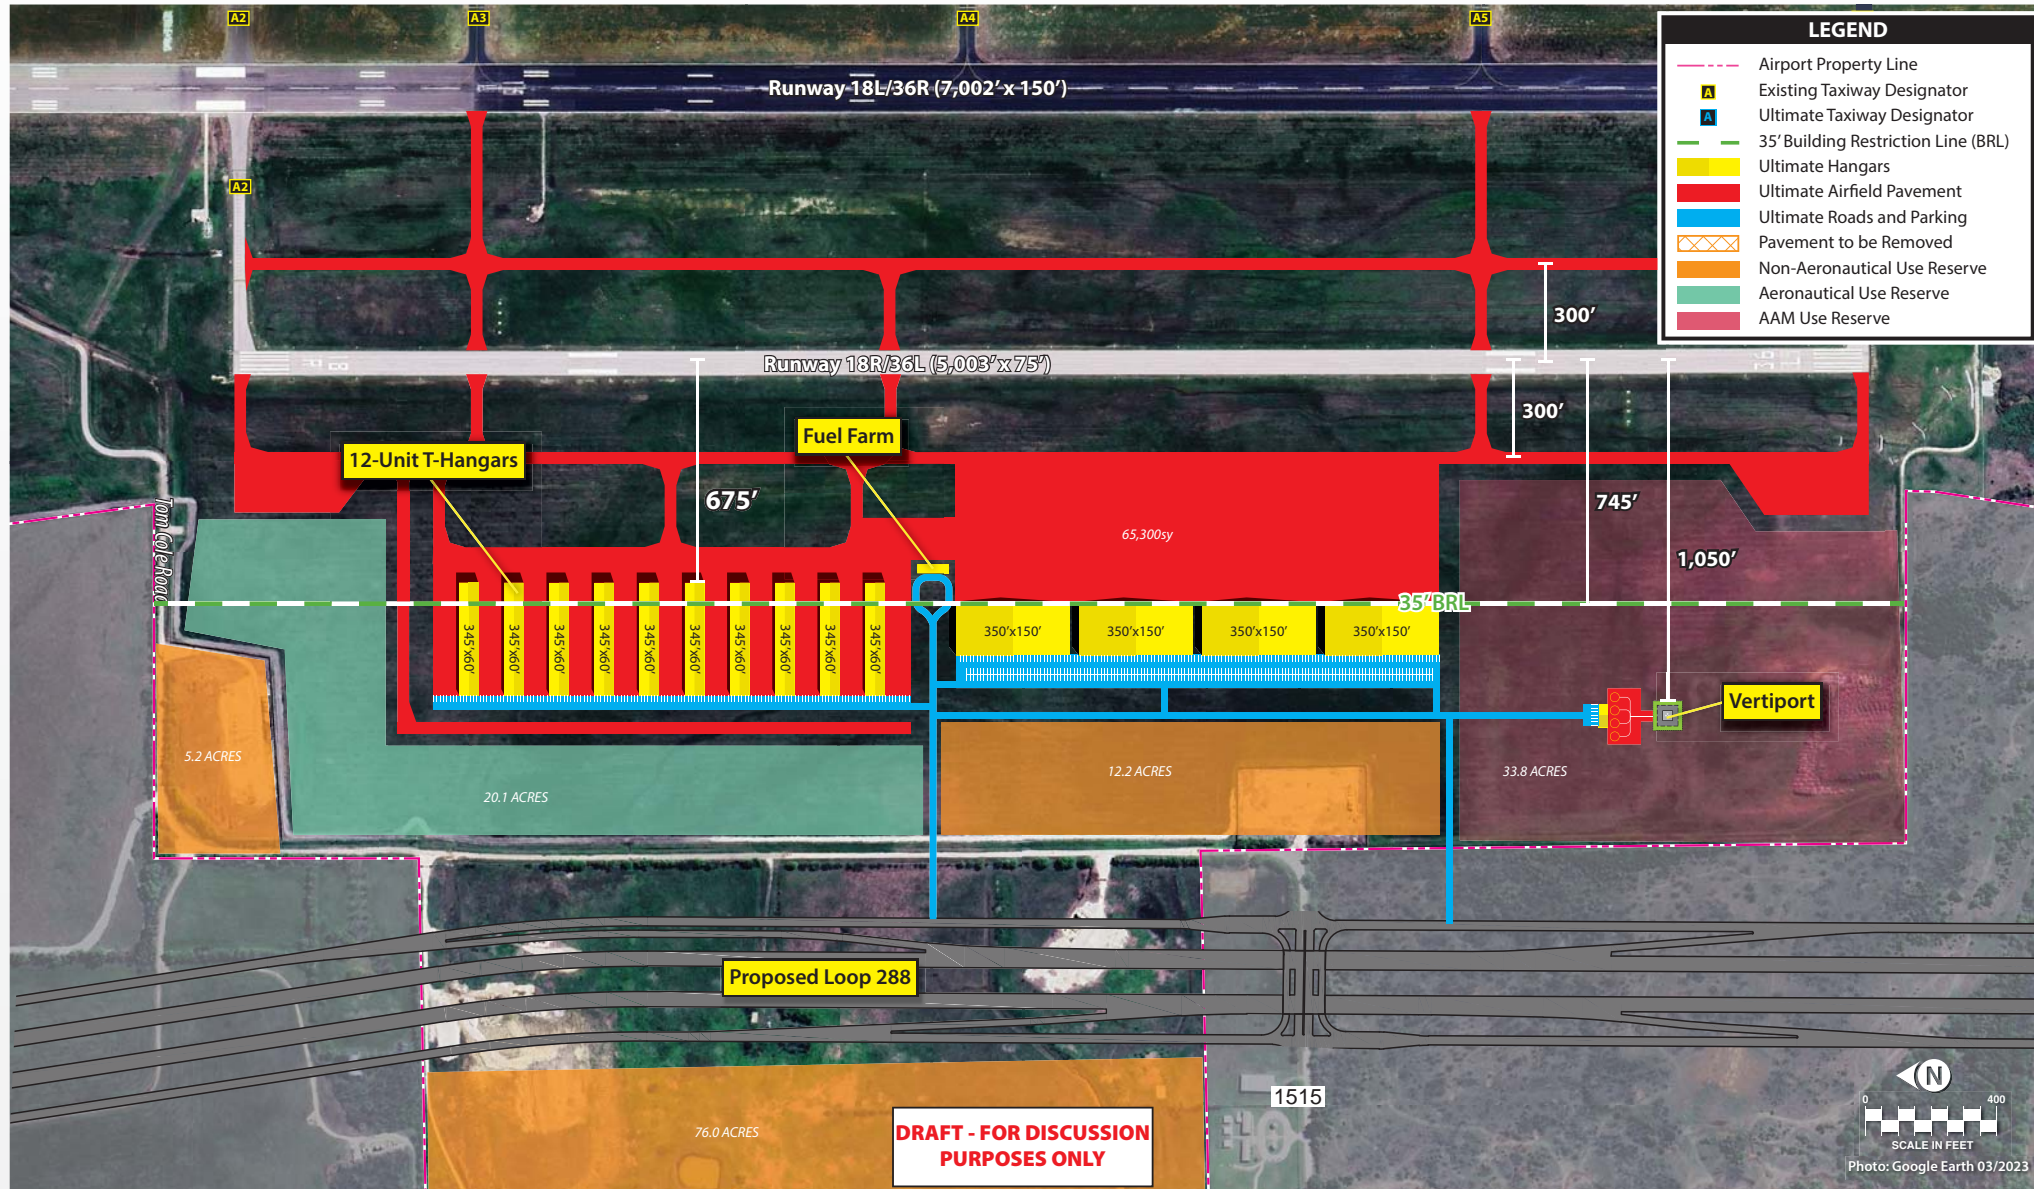 A2
A3
A4
A5
LEGEND
Airport Property Line
A
Existing Taxiway Designator
A
Ultimate Taxiway Designator
35' Building Restriction Line (BRL)
Ultimate Hangars
Ultimate Airfield Pavement
Ultimate Roads and Parking
Pavement to be Removed
Non-Aeronautical Use Reserve
Aeronautical Use Reserve
AAM Use Reserve
Runway 18L/36R (7,002' x 150')
A2
300'
Runway 18R/36L (5,003' x 75')
300'
Fuel Farm
12-Unit T-Hangars
675'
745'
Tom Cole Road
65,300sy
1,050'
35' BRL
345'x60'
345'x60'
345'x60'
345'x60'
345'x60'
345'x60'
345'x60'
345'x60'
345'x60'
345'x60'
350'x150'
350'x150'
350'x150'
350'x150'
Vertiport
5.2 ACRES
12.2 ACRES
33.8 ACRES
20.1 ACRES
Proposed Loop 288
1515
N
0 400
SCALE IN FEET
Photo: Google Earth 03/2023
76.0 ACRES
DRAFT - FOR DISCUSSION
PURPOSES ONLY